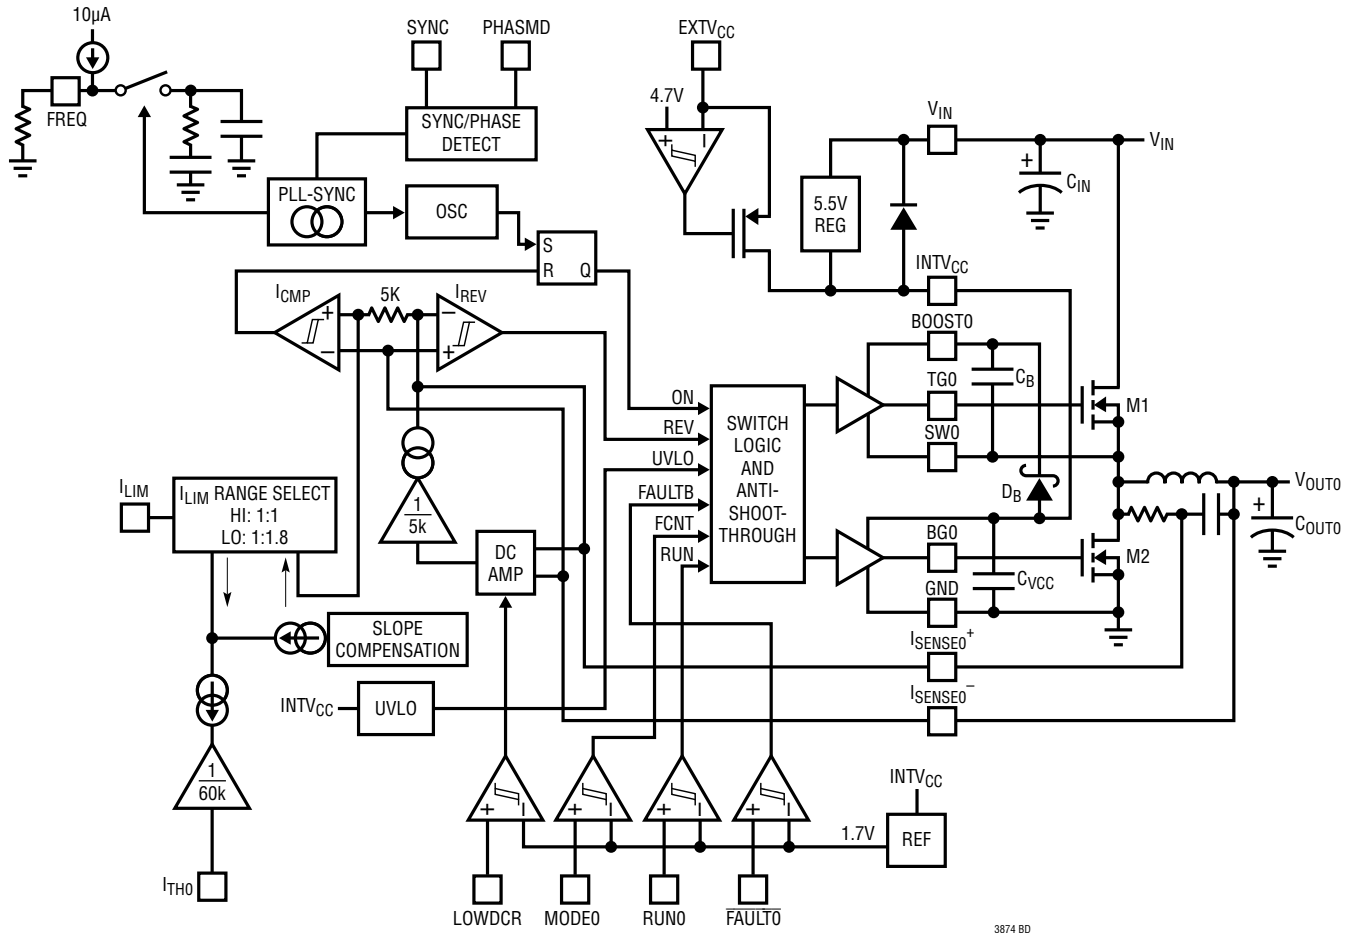 10µA
SYNC
PHASMD
EXTVCC
4.7V
VIN
VIN
FREQ
SYNC/PHASE
DETECT
+
–
+
CIN
PLL-SYNC
OSC
5.5V
REG
S
R
Q
INTVCC
ICMP
5K
IREV
+
–
–
+
BOOST0
CB
TG0
M1
SW0
ON
REV
UVLO
FAULTB
FCNT
RUN
SWITCH
LOGIC
AND
ANTI-
SHOOT-
THROUGH
DB
VOUT0
+
COUT0
ILIM
ILIM RANGE SELECT
HI: 1:1
LO: 1:1.8
1
5k
DC
AMP
BG0
M2
CVCC
GND
SLOPE
COMPENSATION
ISENSE0+
ISENSE0–
INTVCC
UVLO
1
60k
+
–
+
–
+
–
+
–
INTVCC
1.7V
REF
ITH0
LOWDCR
MODE0
RUN0
FAULT0
3874 BD